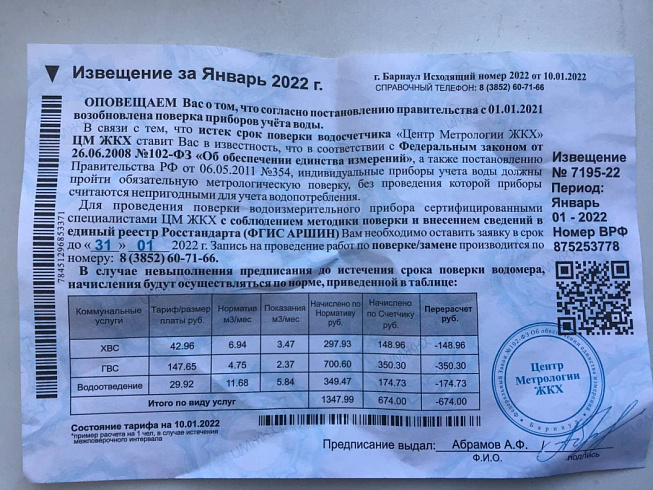 Извещение за Январь 2022 г.
г. Барнаул Исходящий номер 2022 от 10.01.2022
СПРАВОЧНЫЙ ТЕЛЕФОН: 8 (3852) 60-71-66
ОПОВЕЩАЕМ Вас о том, что согласно постановлению правительства с 01.01.2021
возобновлена поверка приборов учёта воды.
В связи с тем, что истек срок поверки водосчетчика «Центр Метрологии ЖКХ»
ЦМ ЖКХ ставит Вас в известность, что в соответствии с Федеральным законом от
26.06.2008 №102-ФЗ «Об обеспечении единства измерений», а также постановлению
Правительства РФ от 06.05.2011 №354, индивидуальные приборы учета воды должны
пройти обязательную метрологическую поверку, без проведения которой приборы
считаются непригодными для учета водопотребления.
Для проведения поверки водоизмерительного прибора сертифицированными
специалистами ЦМ ЖКХ с соблюдением методики поверки и внесением сведений в
единый реестр Росстандарта (ФГИС АРШИН) Вам необходимо оставить заявку в срок
до « 31 » 01 2022 г. Запись на проведение работ по поверке/замене производится по
номеру: 8 (3852) 60-71-66.
В случае невыполнения предписания до истечения срока поверки водомера,
начисления будут осуществляться по норме, приведенной в таблице:
Извещение
№ 7195-22
Период:
Январь
01 - 2022
Номер ВРФ
875253778
78451296853371
Коммунальные услуги Тариф/размер платы руб. Норматив м3/мес Показания м3/мес Начислено по Нормативу руб. Начислено по Счетчику руб. Перерасчет руб.
ХВС 42.96 6.94 3.47 297.93 148.96 -148.96
ГВС 147.65 4.75 2.37 700.60 350.30 -350.30
Водоотведение 29.92 11.68 5.84 349.47 174.73 -174.73
Итого по виду услуг 1347.99 674.00 -674.00
Состояние тарифа на 10.01.2022
*пример расчета на 1 чел, в случае истечения
межповерочного интервала
Федеральный Закон №102-ФЗ Об обеспечении единства измерений
Центр
Метрологии
ЖКХ
Барнаул
Предписание выдал: Абрамов А.Ф.
Ф.И.О.
подпись